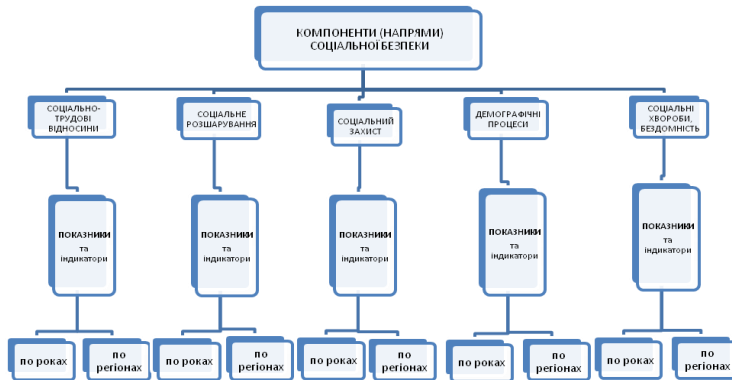 КОМПОНЕНТИ (НАПРЯМИ)
СОЦІАЛЬНОЇ БЕЗПЕКИ
СОЦІАЛЬНО-
ТРУДОВІ
ВІДНОСИНИ
СОЦІАЛЬНЕ
РОЗШАРУВАННЯ
СОЦІАЛЬНИЙ
ЗАХИСТ
ДЕМОГРАФІЧНІ
ПРОЦЕСИ
СОЦІАЛЬНІ
ХВОРОБИ,
БЕЗДОМНІСТЬ
ПОКАЗНИКИ
та
індикатори
ПОКАЗНИКИ
та
індикатори
ПОКАЗНИКИ
та
індикатори
ПОКАЗНИКИ
та
індикатори
ПОКАЗНИКИ
та
індикатори
по роках
по
регіонах
по роках
по
регіонах
по роках
по
регіонах
по роках
по
регіонах
по роках
по
регіонах